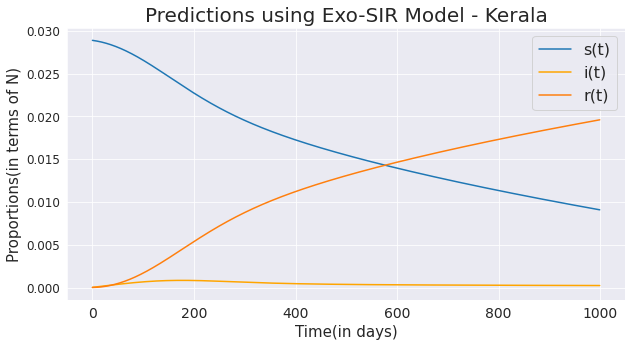 Predictions using Exo-SIR Model - Kerala
Proportions(in terms of N)
0.030
0.025
0.020
0.015
0.010
0.005
0.000
s(t)
i(t)
r(t)
0 200 400 600 800 1000
Time(in days)